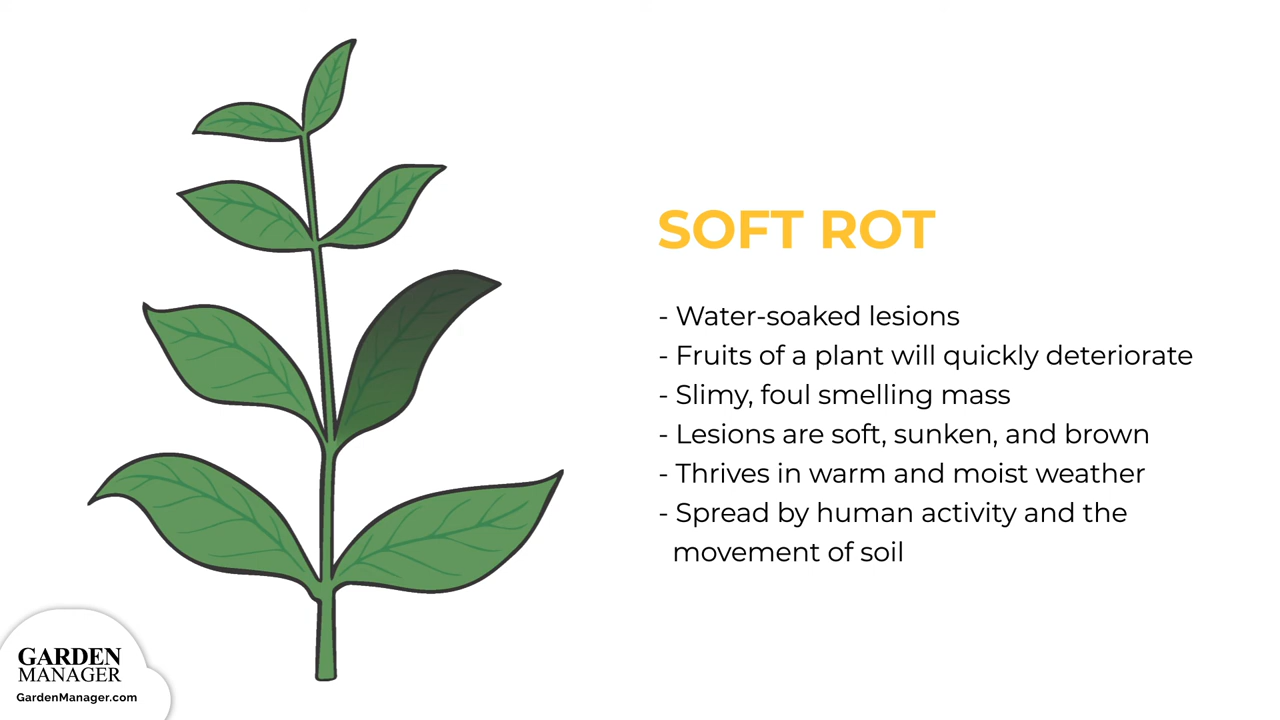 SOFT ROT
- Water-soaked lesions
- Fruits of a plant will quickly deteriorate
- Slimy, foul smelling mass
- Lesions are soft, sunken, and brown
- Thrives in warm and moist weather
- Spread by human activity and the
movement of soil
GARDEN
MANAGER
GardenManager.com